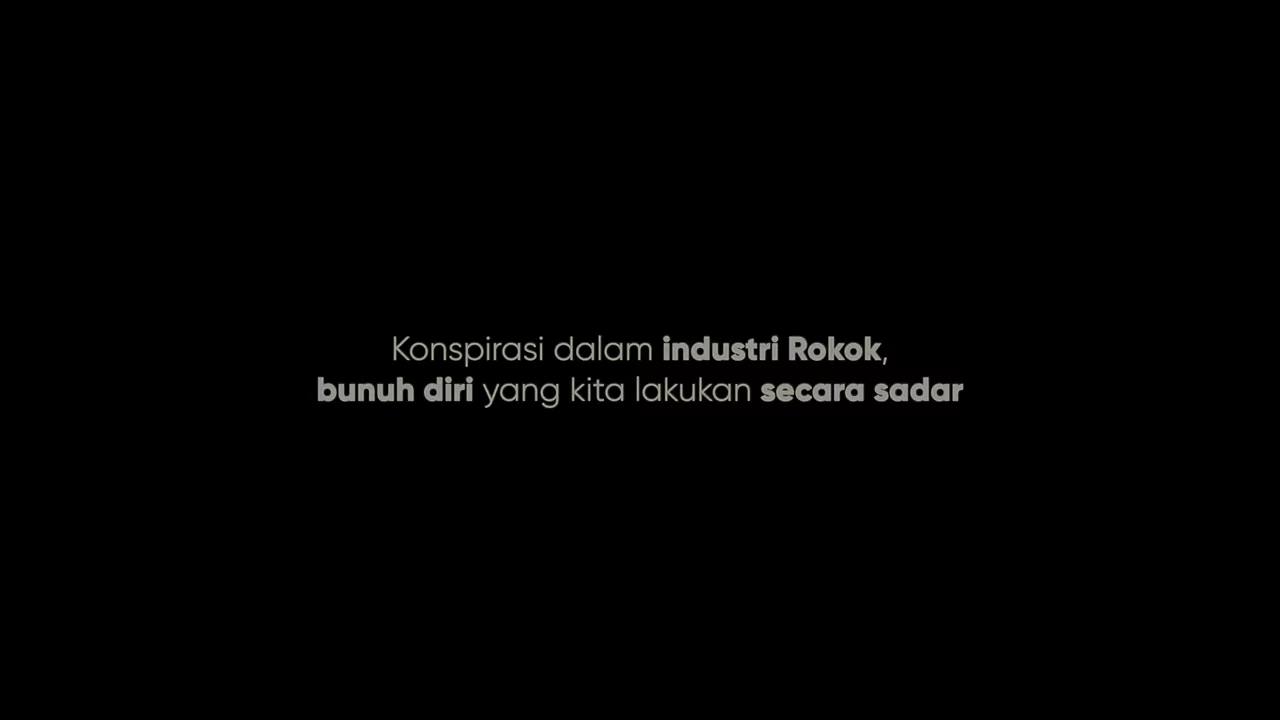 Konspirasi dalam industri Rokok,
bunuh diri yang kita lakukan secara sadar